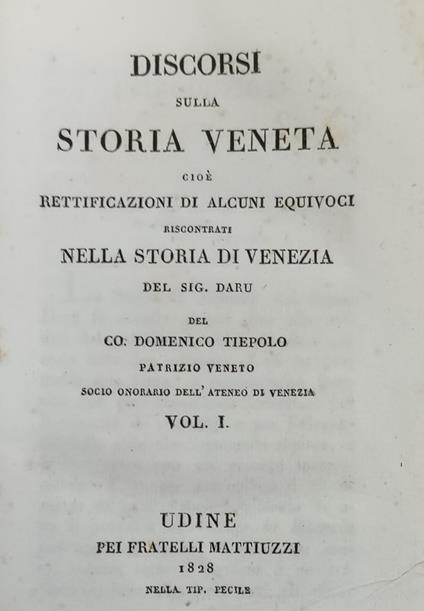 DISCORSI
SULLA
STORIA VENETA
CIOÈ
RETTIFICAZIONI DI ALCUNI EQUIVOCI
RISCONTRATI
NELLA STORIA DI VENEZIA
DEL SIG. DARU
DEL
CO. DOMENICO TIEPOLO
PATRIZIO VENETO
SOCIO ONORARIO DELL' ATENEO DI VENEZIA
VOL. I.
UDINE
PEI FRATELLI MATTIUZZI
1828
NELLA TIP. PECILE